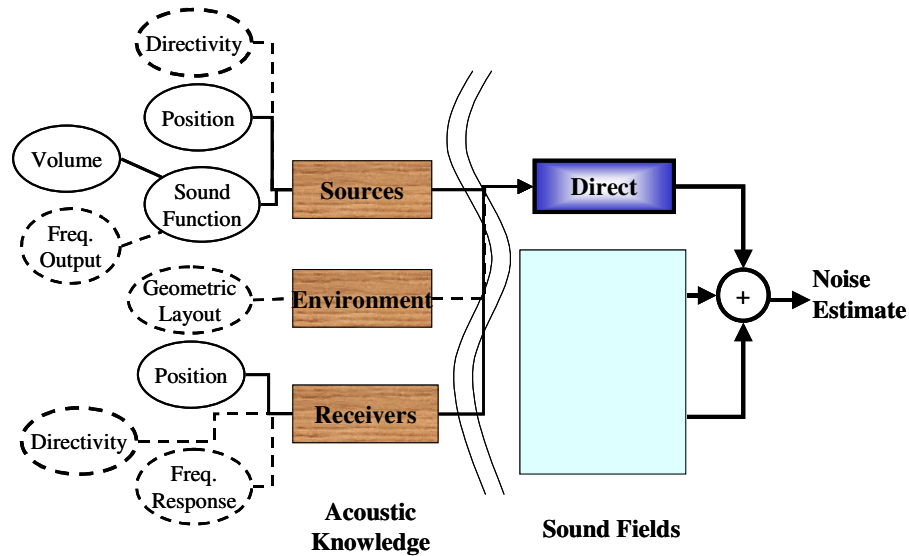 Directivity
Position
Volume
Sound
Function
Freq.
Output
Sources
Direct
Geometric
Layout
Environment
+
Noise
Estimate
Position
Receivers
Directivity
Freq.
Response
Acoustic
Knowledge
Sound Fields